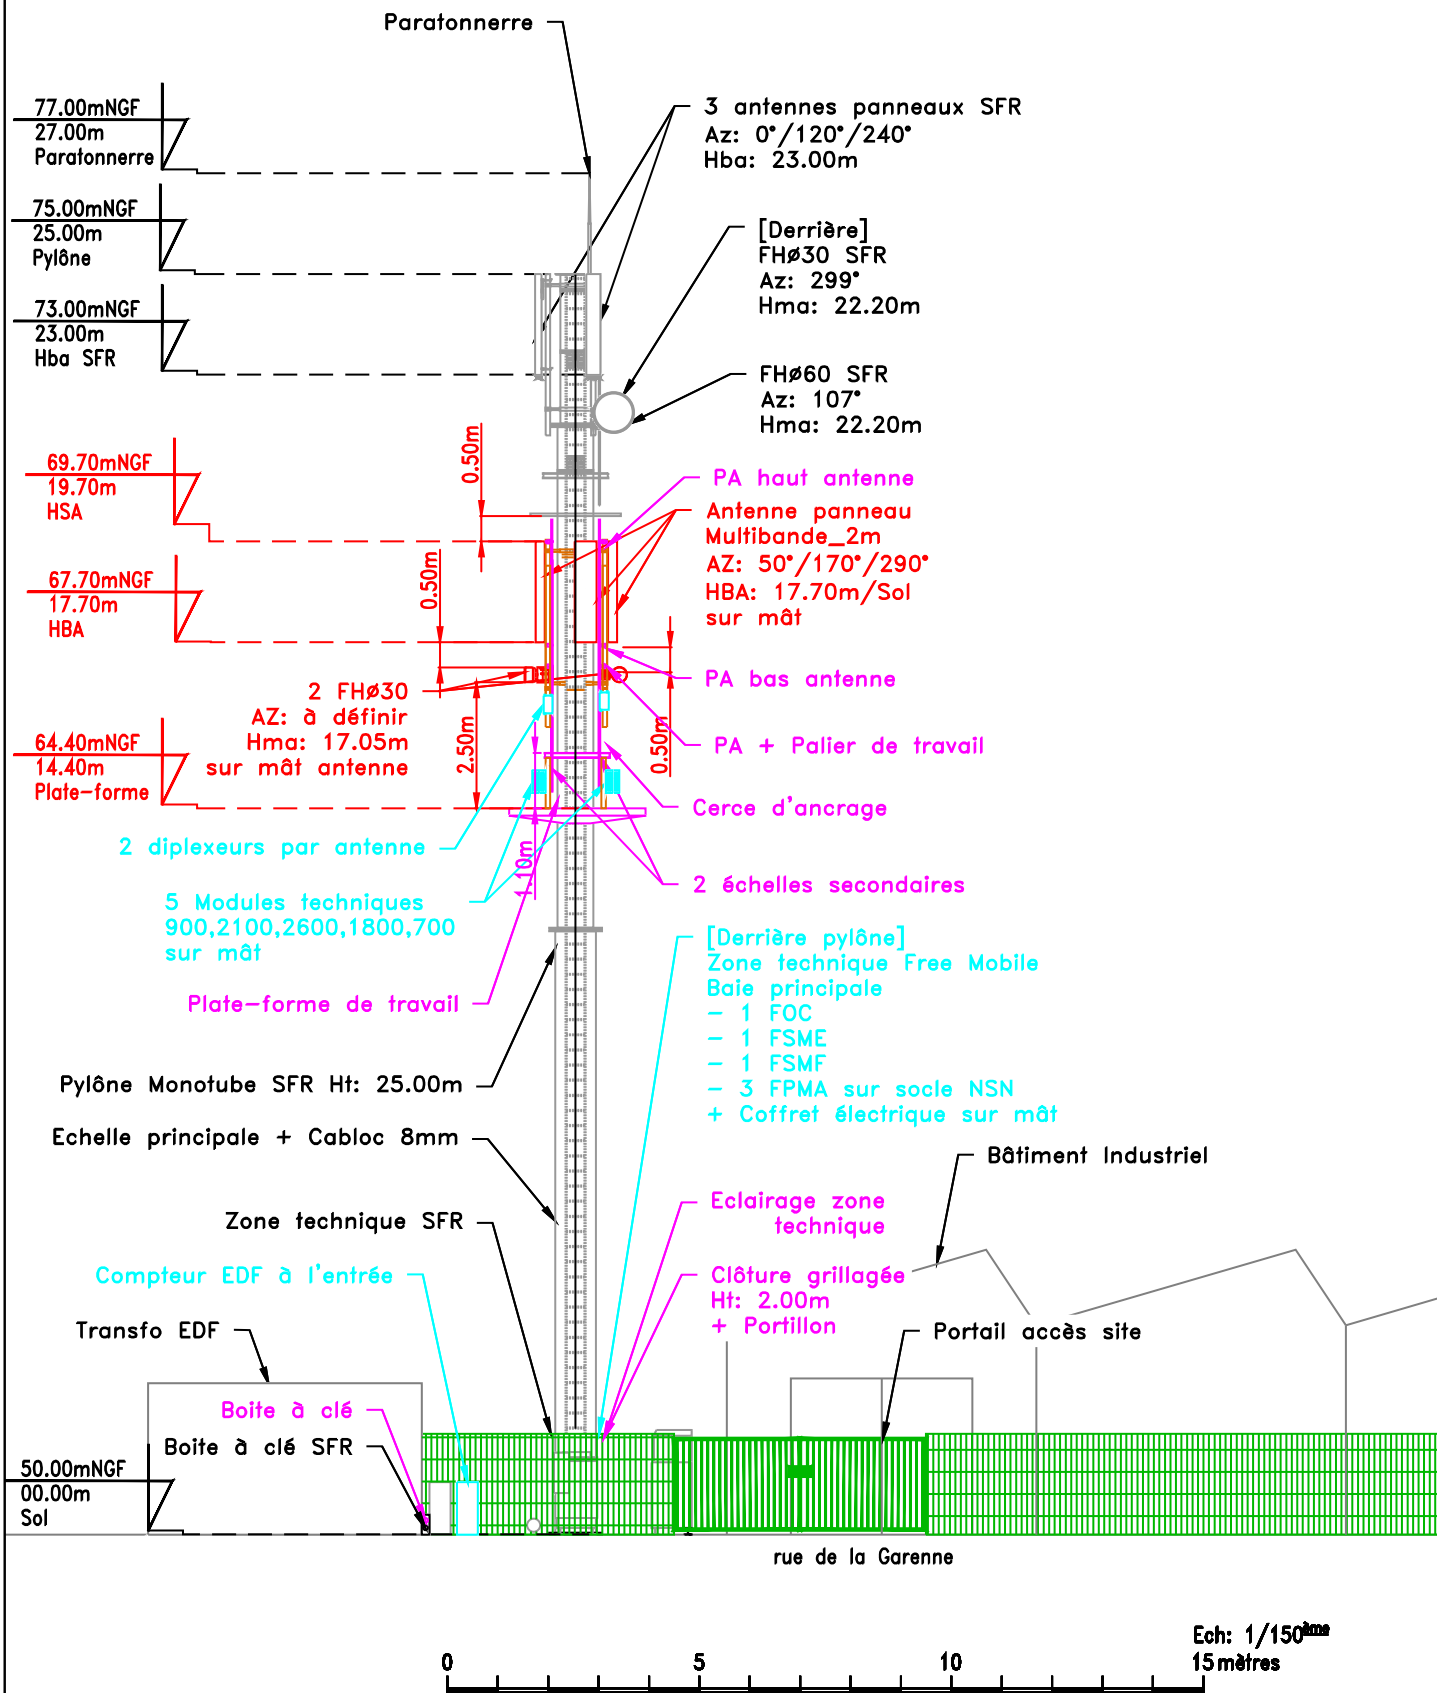 Paratonnerre
77.00mNGF
27.00m
Paratonnerre
3 antennes panneaux SFR
Az: 0°/120°/240°
Hba: 23.00m
75.00mNGF
25.00m
Pylône
[Derrière]
FHø30 SFR
Az: 299°
Hma: 22.20m
73.00mNGF
23.00m
Hba SFR
FHø60 SFR
Az: 107°
Hma: 22.20m
69.70mNGF
19.70m
HSA
0.50m
PA haut antenne
Antenne panneau
Multibande_2m
AZ: 50°/170°/290°
HBA: 17.70m/Sol
sur mât
67.70mNGF
17.70m
HBA
0.50m
PA bas antenne
2 FHø30
AZ: à définir
Hma: 17.05m
sur mât antenne
2.50m
0.50m
PA + Palier de travail
64.40mNGF
14.40m
Plate-forme
Cerce d'ancrage
2 diplexeurs par antenne
1.10m
2 échelles secondaires
5 Modules techniques
900,2100,2600,1800,700
sur mât
[Derrière pylône]
Zone technique Free Mobile
Baie principale
- 1 FOC
- 1 FSME
- 1 FSMF
- 3 FPMA sur socle NSN
+ Coffret électrique sur mât
Plate-forme de travail
Pylône Monotube SFR Ht: 25.00m
Echelle principale + Cabloc 8mm
Bâtiment Industriel
Eclairage zone
technique
Zone technique SFR
Compteur EDF à l'entrée
Clôture grillagée
Ht: 2.00m
+ Portillon
Transfo EDF
Portail accès site
Boite à clé
Boite à clé SFR
50.00mNGF
00.00m
Sol
rue de la Garenne
Ech: 1/150ème
0 5 10 15 mètres